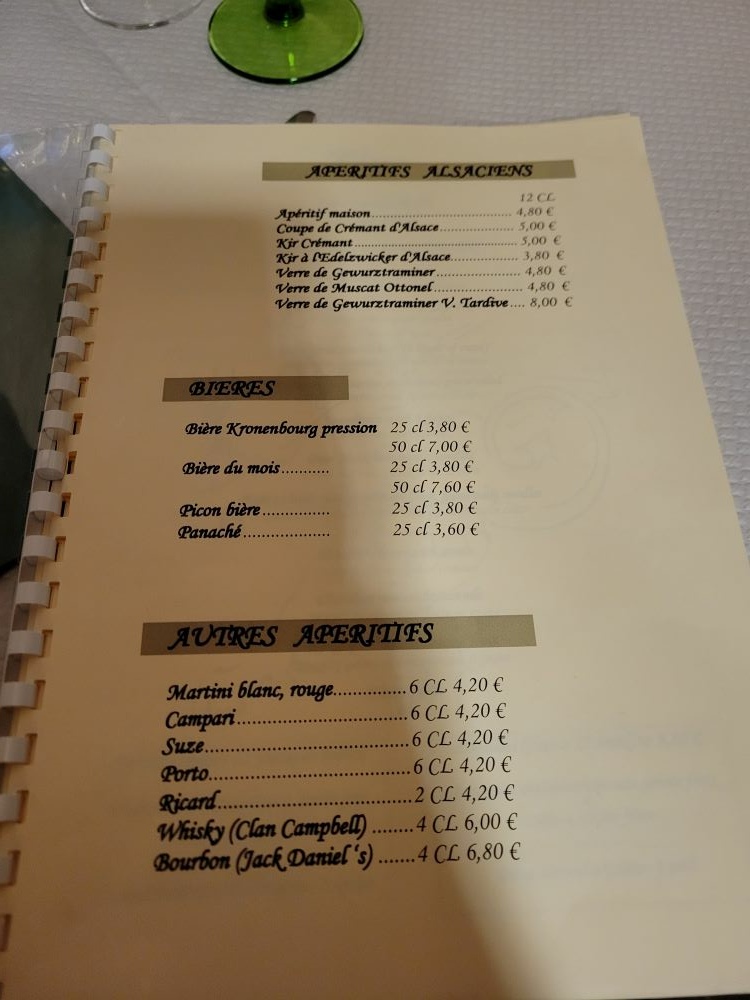 APERITIFS ALSACIENS
12 CL
Apéritif maison................................... 4,80 €
Coupe de Crémant d'Alsace................... 5,00 €
Kir Crémant......................................... 5,00 €
Kir à l'Edelzwicker d'Alsace................. 3,80 €
Verre de Gewurztraminer..................... 4,80 €
Verre de Muscat Ottonel...................... 4,80 €
Verre de Gewurztraminer V. Tardive.... 8,00 €
BIERES
Bière Kronenbourg pression 25 cl 3,80 €
50 cl 7,00 €
Bière du mois........... 25 cl 3,80 €
50 cl 7,60 €
Picon bière............... 25 cl 3,80 €
Panaché................... 25 cl 3,60 €
AUTRES APERITIFS
Martini blanc, rouge...............6 CL 4,20 €
Campari...................................6 CL 4,20 €
Suze.........................................6 CL 4,20 €
Porto.........................................6 CL 4,20 €
Ricard.......................................2 CL 4,20 €
Whisky (Clan Campbell) ........4 CL 6,00 €
Bourbon (Jack Daniel 's) .......4 CL 6,80 €